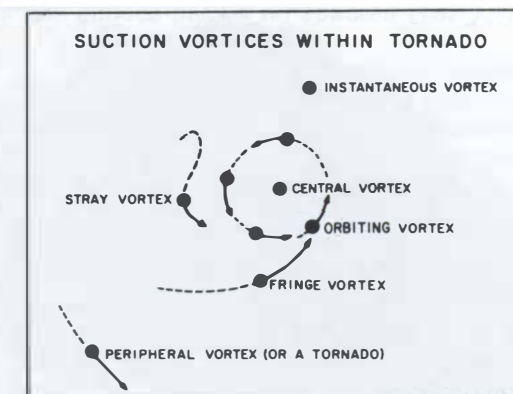 SUCTION VORTICES WITHIN TORNADO
INSTANTANEOUS VORTEX
STRAY VORTEX
CENTRAL VORTEX
ORBITING VORTEX
FRINGE VORTEX
PERIPHERAL VORTEX (OR A TORNADO)